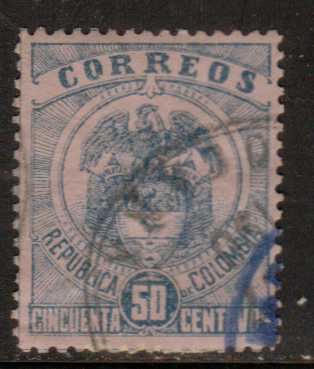 CORREOS
REPUBLICA DE COLOMBIA
CINCUENTA 50 CENTAVOS